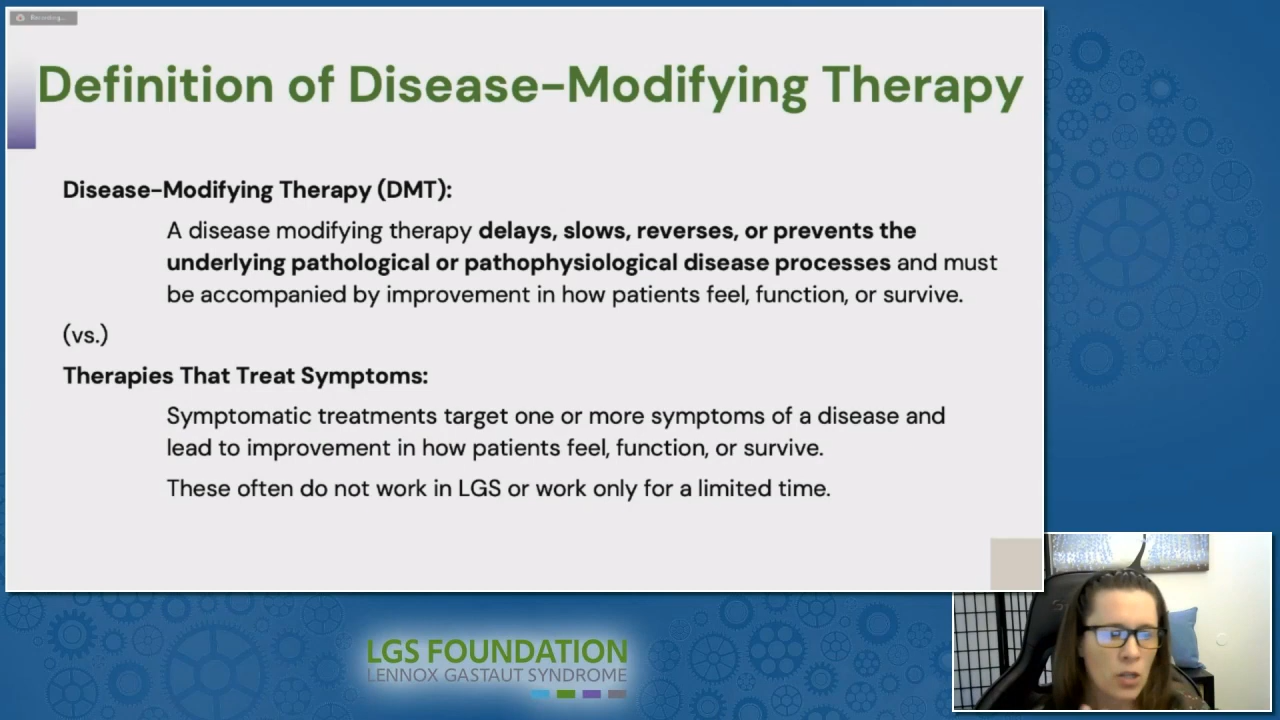 Recording...
Definition of Disease-Modifying Therapy
Disease-Modifying Therapy (DMT):
A disease modifying therapy delays, slows, reverses, or prevents the
underlying pathological or pathophysiological disease processes and must
be accompanied by improvement in how patients feel, function, or survive.
(vs.)
Therapies That Treat Symptoms:
Symptomatic treatments target one or more symptoms of a disease and
lead to improvement in how patients feel, function, or survive.
These often do not work in LGS or work only for a limited time.
LGS FOUNDATION
LENNOX GASTAUT SYNDROME